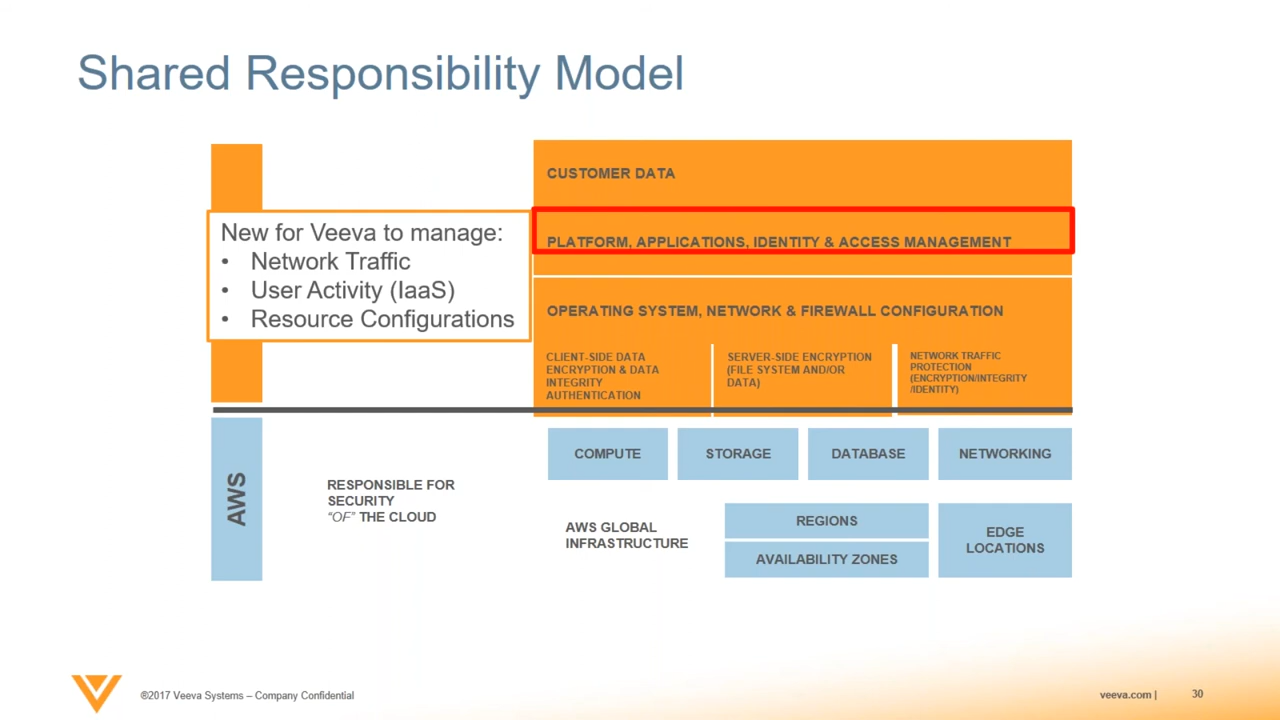 Shared Responsibility Model
CUSTOMER DATA
New for Veeva to manage:
• Network Traffic
• User Activity (IaaS)
• Resource Configurations
PLATFORM, APPLICATIONS, IDENTITY & ACCESS MANAGEMENT
OPERATING SYSTEM, NETWORK & FIREWALL CONFIGURATION
CLIENT-SIDE DATA
ENCRYPTION & DATA
INTEGRITY
AUTHENTICATION
SERVER-SIDE ENCRYPTION
(FILE SYSTEM AND/OR
DATA)
NETWORK TRAFFIC
PROTECTION
(ENCRYPTION/INTEGRITY
/IDENTITY)
AWS
RESPONSIBLE FOR
SECURITY
“OF” THE CLOUD
COMPUTE
STORAGE
DATABASE
NETWORKING
AWS GLOBAL
INFRASTRUCTURE
REGIONS
AVAILABILITY ZONES
EDGE
LOCATIONS
©2017 Veeva Systems – Company Confidential
veeva.com |
30